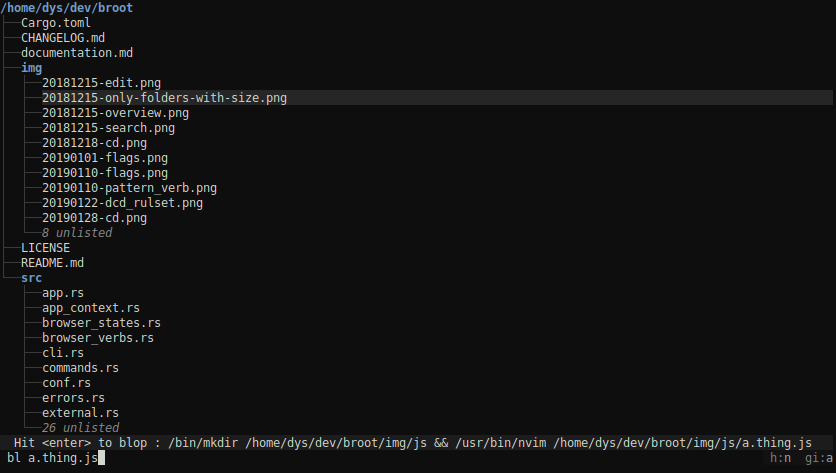 /home/dys/dev/broot
Cargo.toml
CHANGELOG.md
documentation.md
img
20181215-edit.png
20181215-only-folders-with-size.png
20181215-overview.png
20181215-search.png
20181218-cd.png
20190101-flags.png
20190110-flags.png
20190110-pattern_verb.png
20190122-dcd_rulset.png
20190128-cd.png
8 unlisted
LICENSE
README.md
src
app.rs
app_context.rs
browser_states.rs
browser_verbs.rs
cli.rs
commands.rs
conf.rs
errors.rs
external.rs
26 unlisted
Hit <enter> to blop : /bin/mkdir /home/dys/dev/broot/img/js && /usr/bin/nvim /home/dys/dev/broot/img/js/a.thing.js
bl a.thing.js h:n gi:a